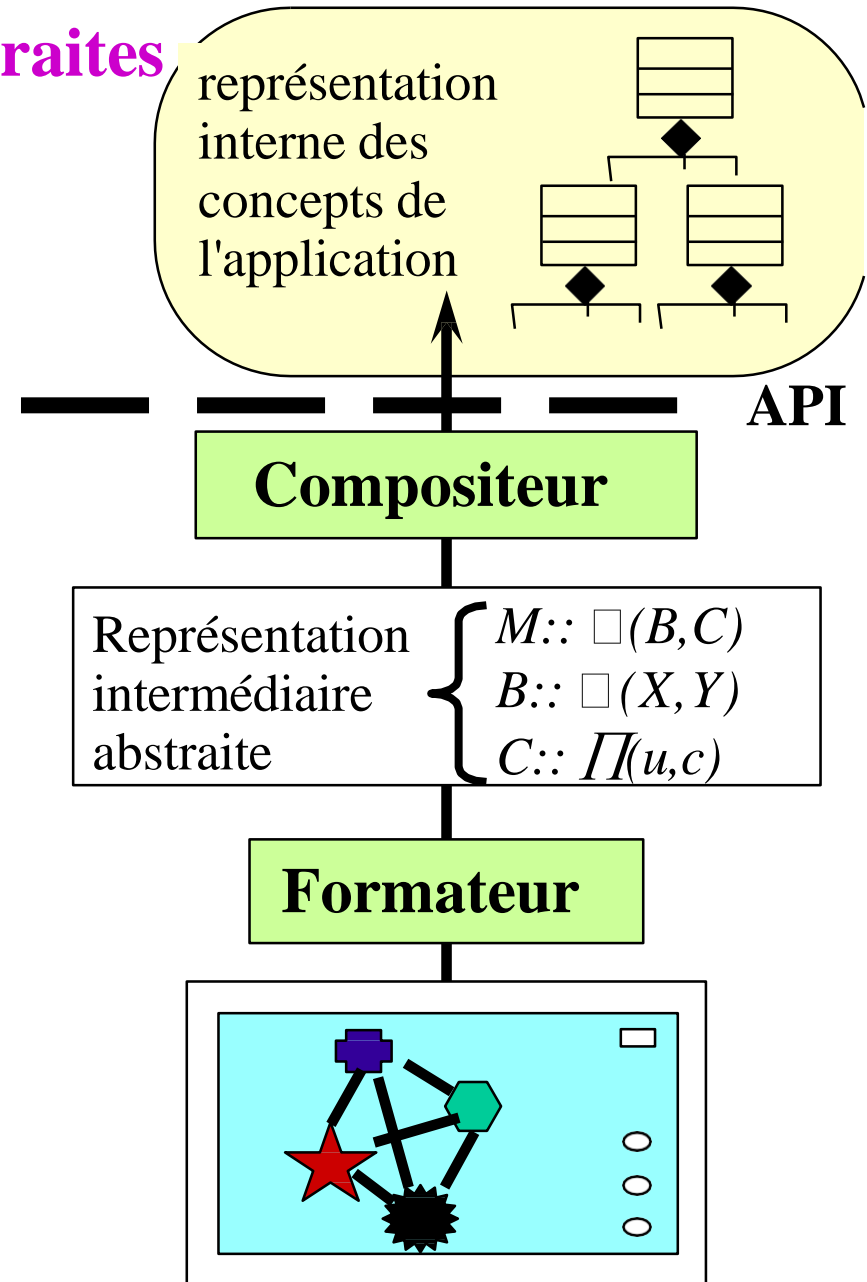 raites
représentation
interne des
concepts de
l'application
API
Compositeur
Représentation
intermédiaire
abstraite
M:: □(B,C)
B:: □(X,Y)
C:: ∏(u,c)
Formateur